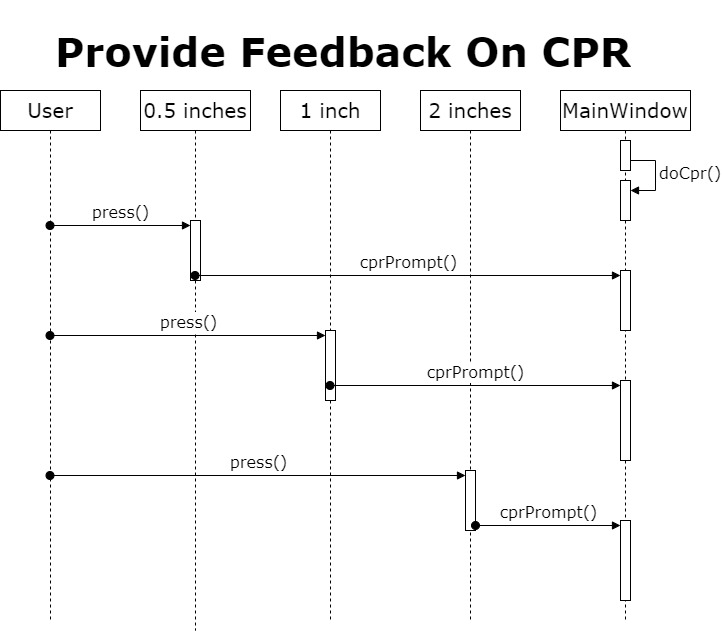 Provide Feedback On CPR
User
0.5 inches
1 inch
2 inches
MainWindow
doCpr()
press()
cprPrompt()
press()
cprPrompt()
press()
cprPrompt()